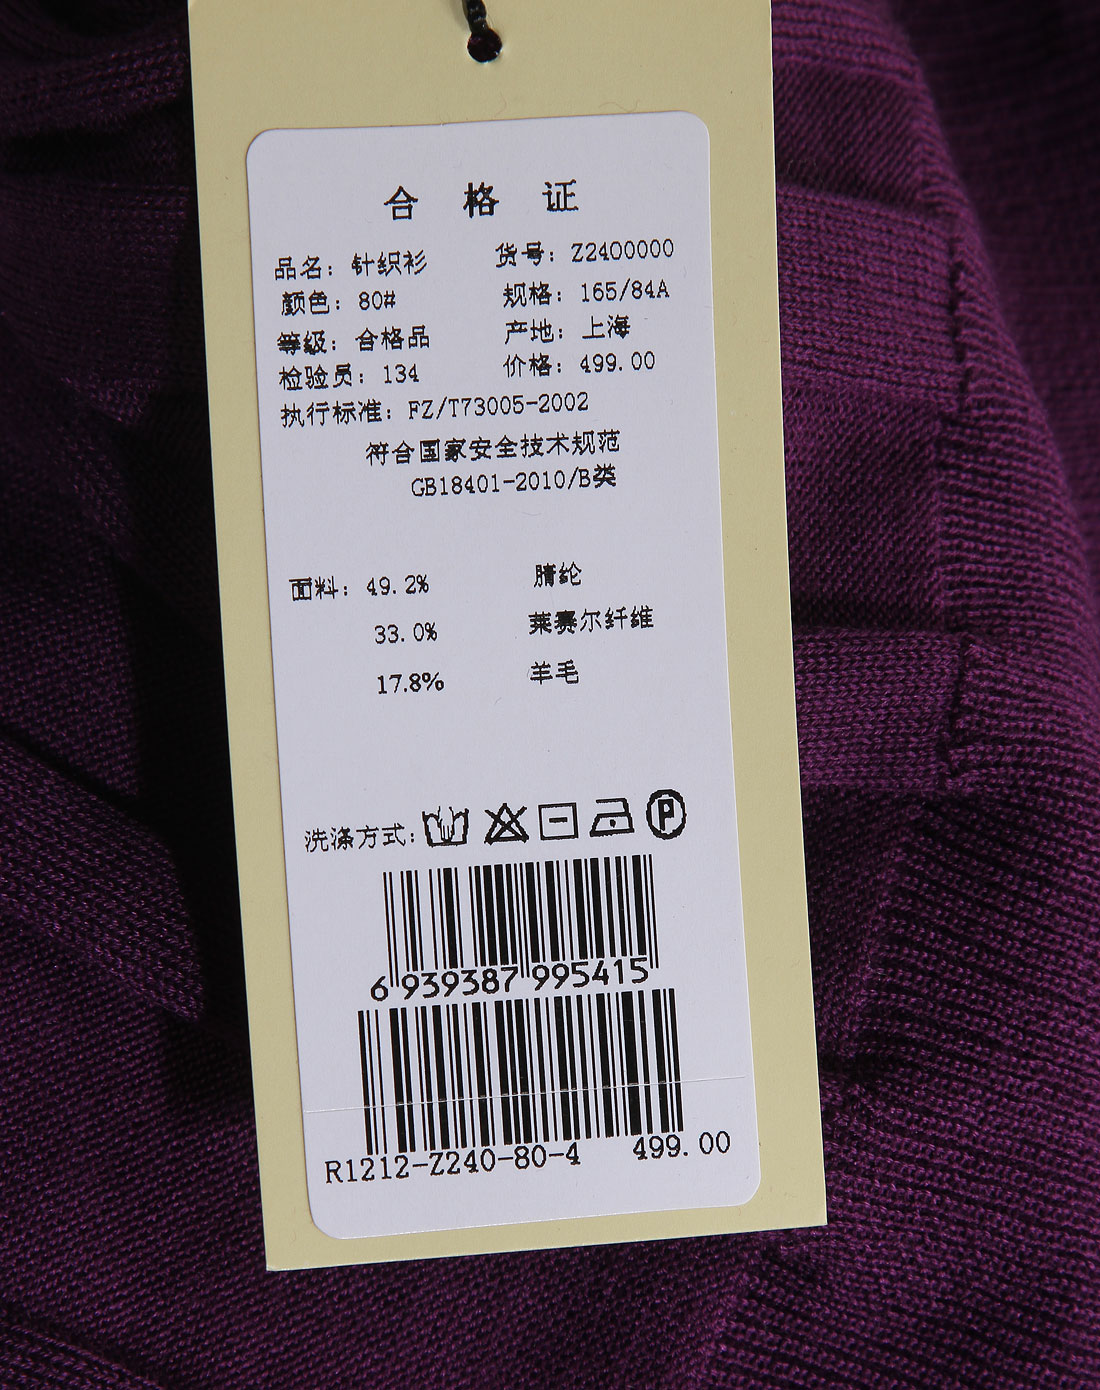 合格证
品名：针织衫 货号：Z2400000
颜色：80# 规格：165/84A
等级：合格品 产地：上海
检验员：134 价格：499.00
执行标准：FZ/T73005-2002
符合国家安全技术规范
GB18401-2010/B类
面料：49.2% 腈纶
33.0% 莱赛尔纤维
17.8% 羊毛
洗涤方式： P
6 939387 995415
R1212-Z240-80-4 499.00